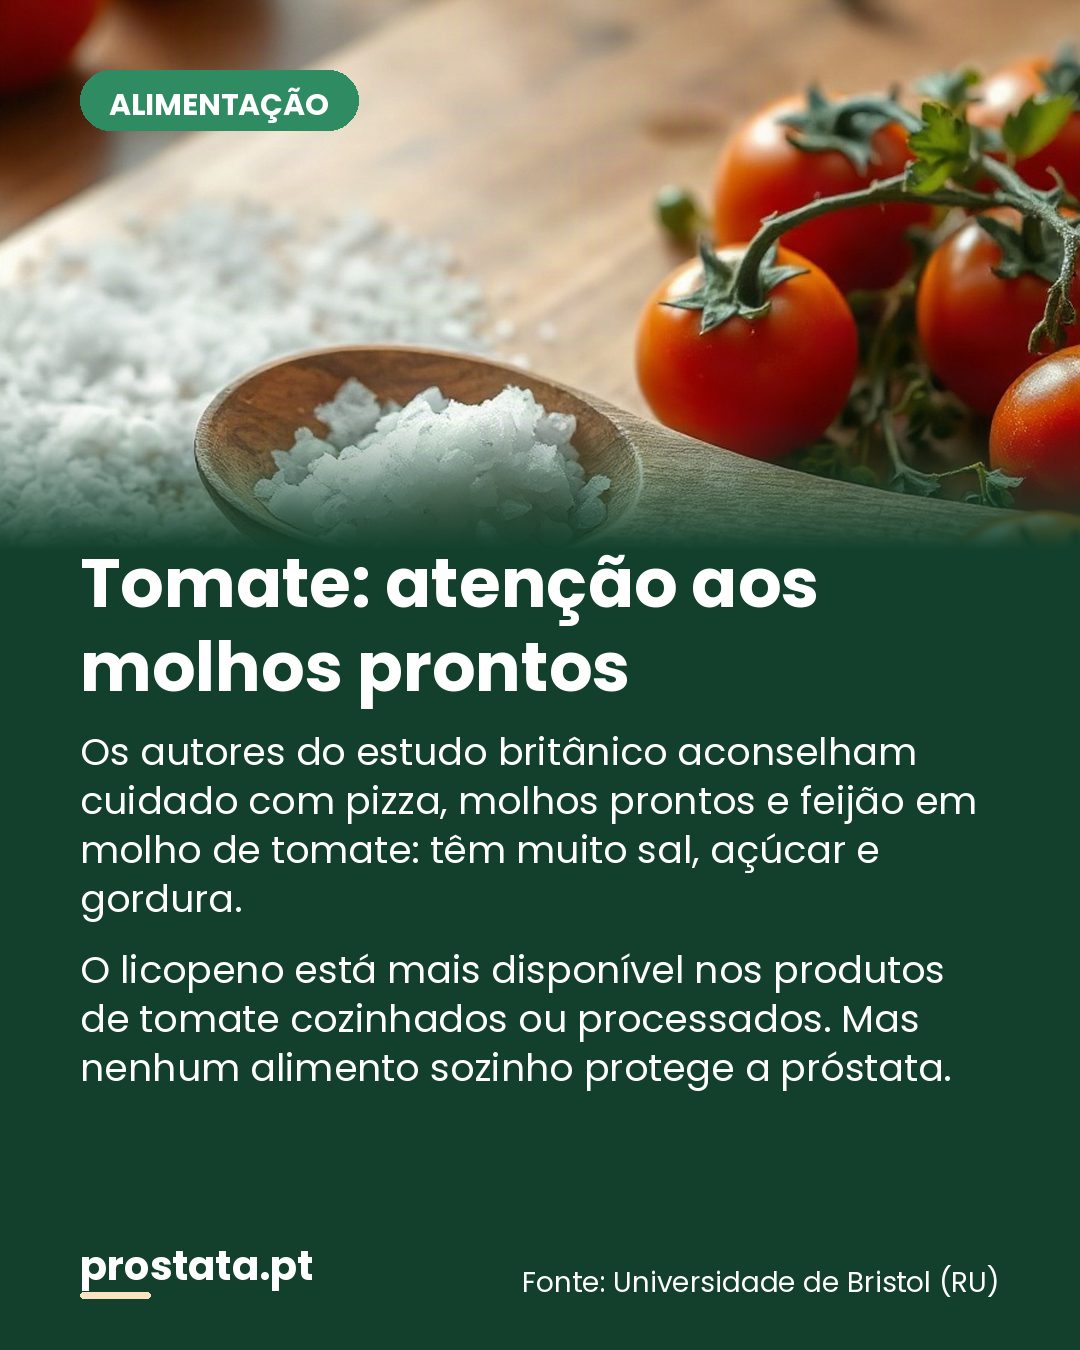 ALIMENTAÇÃO
Tomate: atenção aos
molhos prontos
Os autores do estudo britânico aconselham
cuidado com pizza, molhos prontos e feijão em
molho de tomate: têm muito sal, açúcar e
gordura.
O licopeno está mais disponível nos produtos
de tomate cozinhados ou processados. Mas
nenhum alimento sozinho protege a próstata.
prostata.pt
Fonte: Universidade de Bristol (RU)